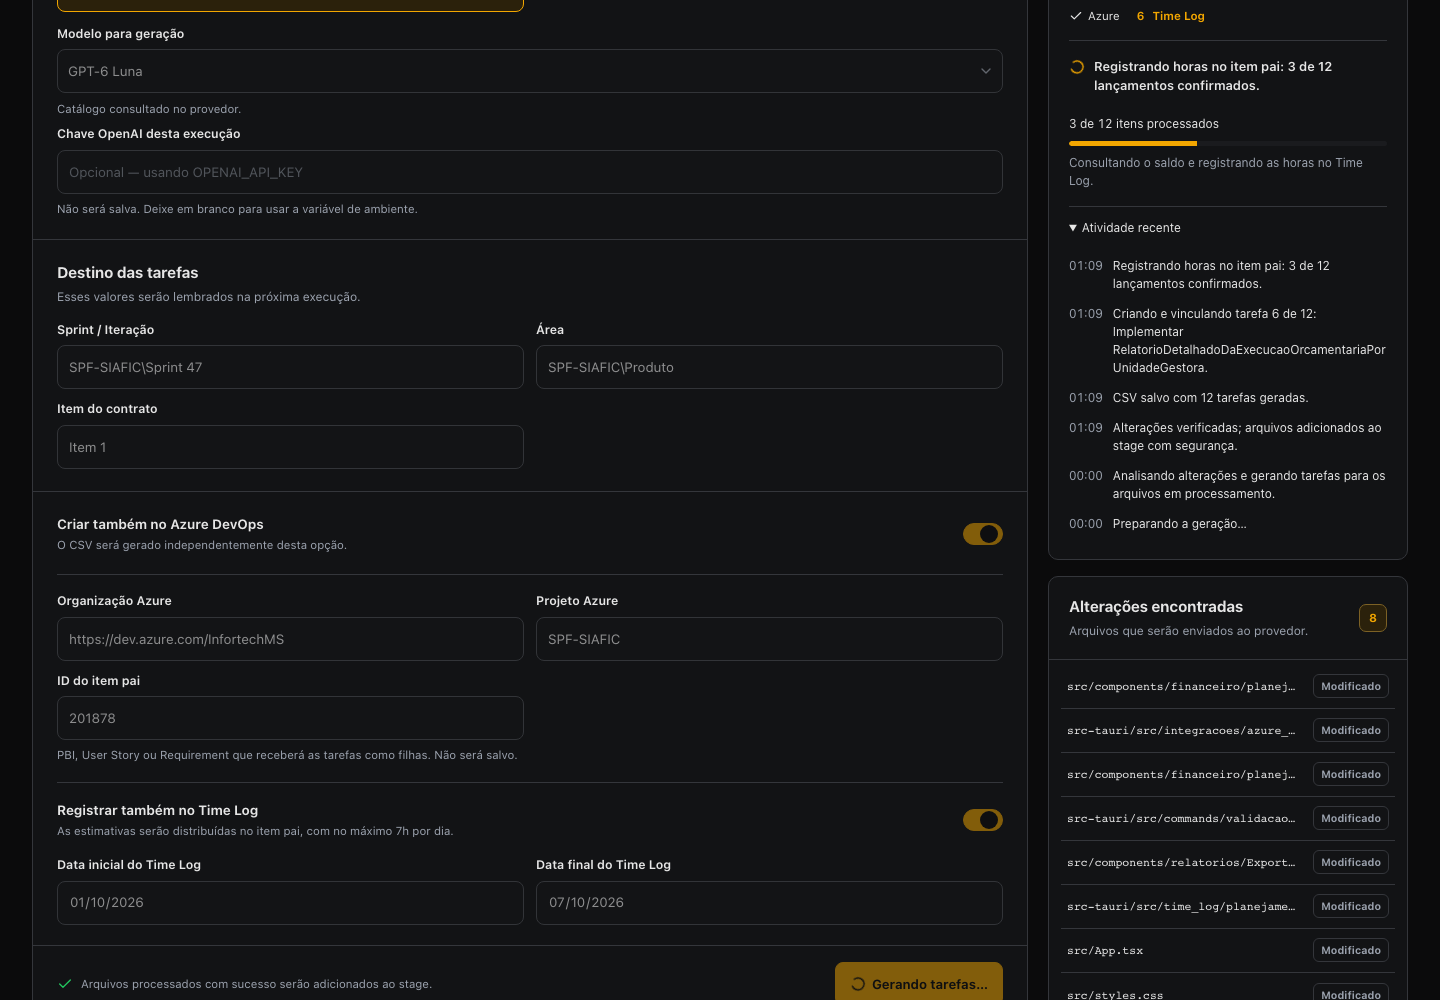 Modelo para geração
GPT-6 Luna
Catálogo consultado no provedor.
Chave OpenAI desta execução
Opcional — usando OPENAI_API_KEY
Não será salva. Deixe em branco para usar a variável de ambiente.
Destino das tarefas
Esses valores serão lembrados na próxima execução.
Sprint / Iteração
Área
SPF-SIAFIC\Sprint 47
SPF-SIAFIC\Produto
Item do contrato
Item 1
Criar também no Azure DevOps
O CSV será gerado independentemente desta opção.
Organização Azure
Projeto Azure
https://dev.azure.com/InfortechMS
SPF-SIAFIC
ID do item pai
201878
PBI, User Story ou Requirement que receberá as tarefas como filhas. Não será salvo.
Registrar também no Time Log
As estimativas serão distribuídas no item pai, com no máximo 7h por dia.
Data inicial do Time Log
Data final do Time Log
01/10/2026
07/10/2026
Arquivos processados com sucesso serão adicionados ao stage.
Gerando tarefas...
Azure
6 Time Log
Registrando horas no item pai: 3 de 12
lançamentos confirmados.
3 de 12 itens processados
Consultando o saldo e registrando as horas no Time
Log.
Atividade recente
01:09 Registrando horas no item pai: 3 de 12
lançamentos confirmados.
01:09 Criando e vinculando tarefa 6 de 12:
Implementar
RelatorioDetalhadoDaExecucaoOrcamentariaPor
UnidadeGestora.
01:09 CSV salvo com 12 tarefas geradas.
01:09 Alterações verificadas; arquivos adicionados ao
stage com segurança.
00:00 Analisando alterações e gerando tarefas para os
arquivos em processamento.
00:00 Preparando a geração…
Alterações encontradas
8
Arquivos que serão enviados ao provedor.
src/components/financeiro/planej… Modificado
src-tauri/src/integracoes/azure_… Modificado
src/components/financeiro/planej… Modificado
src-tauri/src/commands/validacao… Modificado
src/components/relatorios/Export… Modificado
src-tauri/src/time_log/planejame… Modificado
src/App.tsx Modificado
src/styles.css Modificado